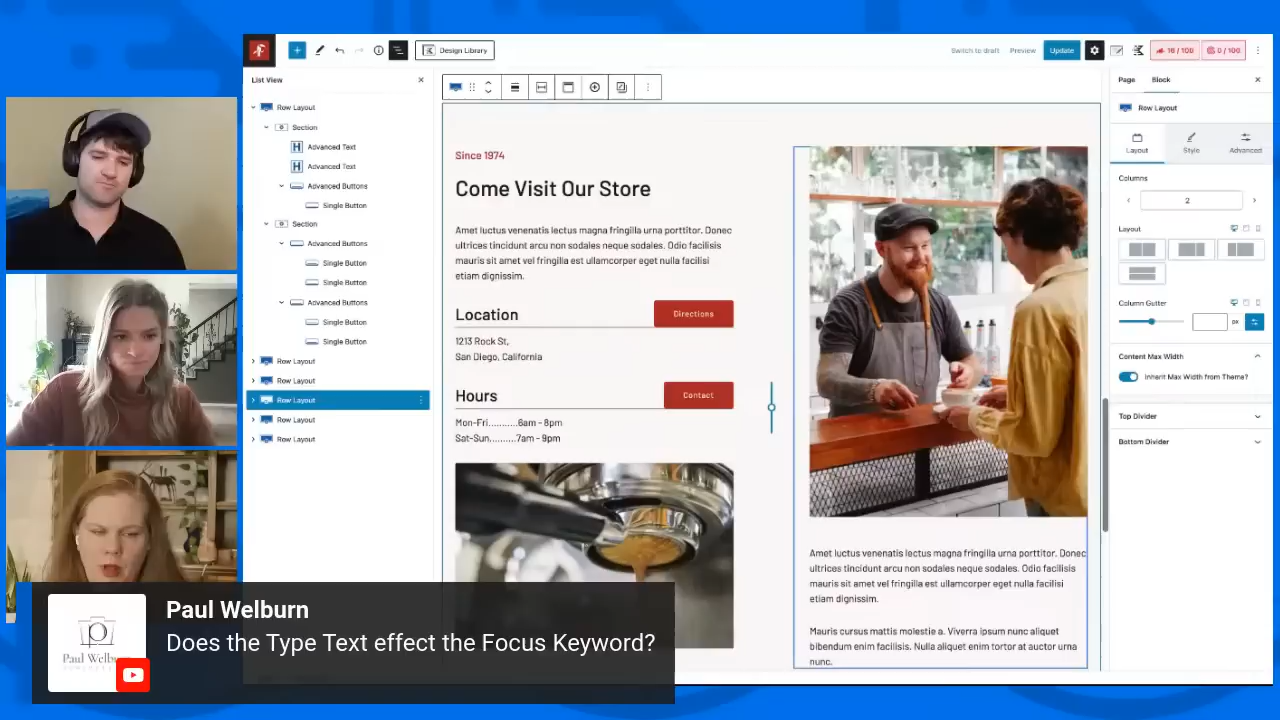 Design Library
Switch to draft
Preview
Update
16 / 100
0 / 100
List View
Row Layout
Section
Advanced Text
Advanced Text
Advanced Buttons
Single Button
Section
Advanced Buttons
Single Button
Single Button
Advanced Buttons
Single Button
Single Button
Row Layout
Row Layout
Row Layout
Row Layout
Row Layout
Since 1974
Come Visit Our Store
Amet luctus venenatis lectus magna fringilla urna porttitor. Donec
ultrices tincidunt arcu non sodales neque sodales. Odio facilisis
mauris sit amet vel fringilla est ullamcorper eget nulla facilisi
etiam dignissim.
Location
Directions
1213 Rock St,
San Diego, California
Hours
Contact
Mon-Fri...........6am - 8pm
Sat-Sun..........7am - 9pm
Amet luctus venenatis lectus magna fringilla urna porttitor. Donec
ultrices tincidunt arcu non sodales neque sodales. Odio facilisis
mauris sit amet vel fringilla est ullamcorper eget nulla facilisi
etiam dignissim.
Mauris cursus mattis molestie a. Viverra ipsum nunc aliquet
bibendum enim facilisis. Nulla aliquet enim tortor at auctor urna
nunc.
Page
Block
Row Layout
Layout
Style
Advanced
Columns
2
Layout
Column Gutter
px
Content Max Width
Inherit Max Width from Theme?
Top Divider
Bottom Divider
Paul Welburn
Does the Type Text effect the Focus Keyword?